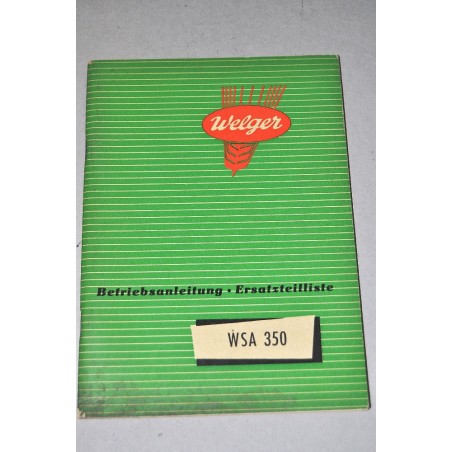 Welger
Betriebsanleitung • Ersatzteilliste
WSA 350